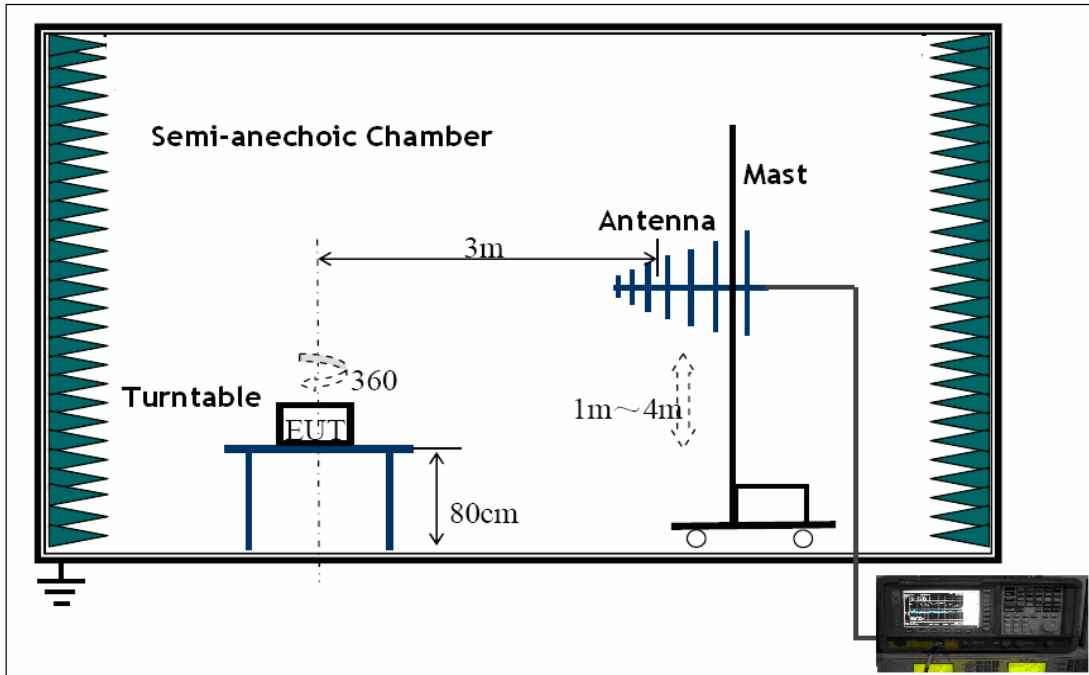 Semi-anechoic Chamber
Mast
Antenna
3m
360
Turntable
1m～4m
EUT
80cm